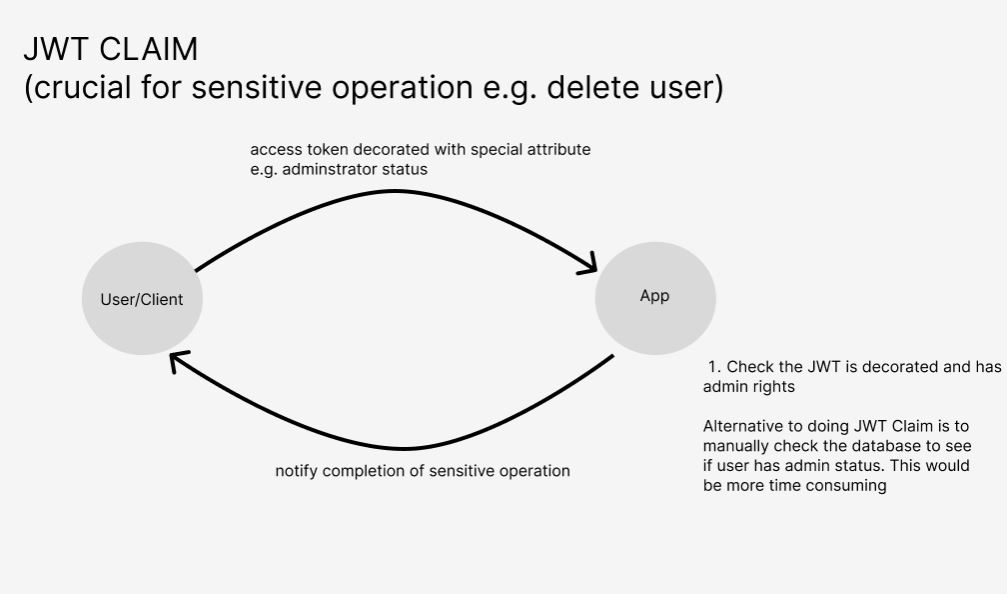 JWT CLAIM
(crucial for sensitive operation e.g. delete user)
access token decorated with special attribute
e.g. adminstrator status
User/Client
App
1. Check the JWT is decorated and has
admin rights
Alternative to doing JWT Claim is to
manually check the database to see
if user has admin status. This would
be more time consuming
notify completion of sensitive operation